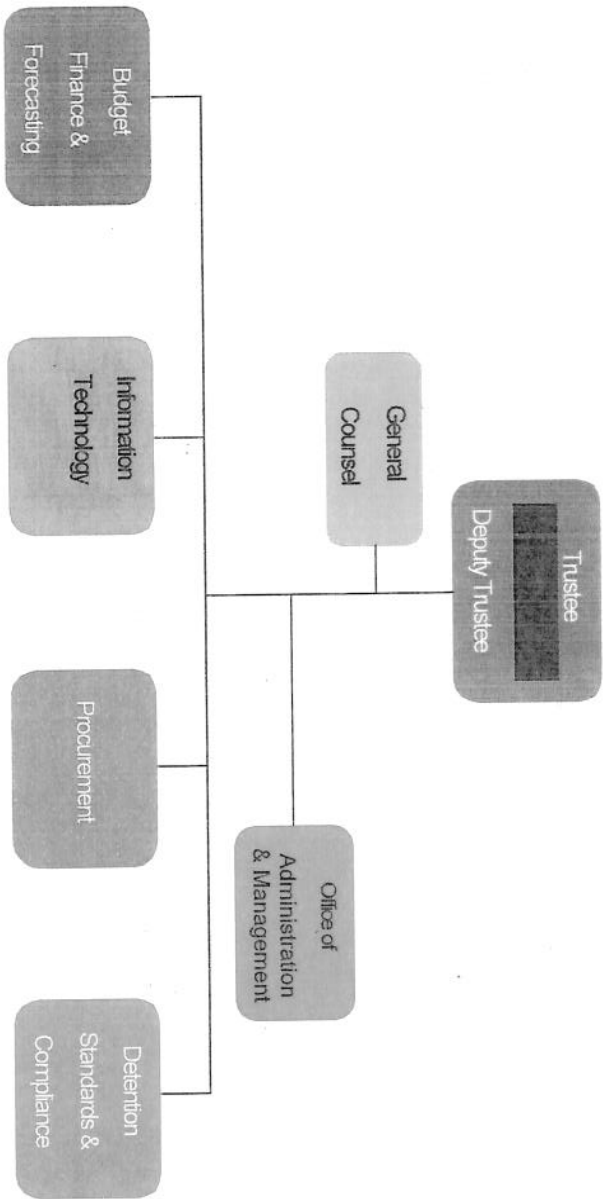 Trustee
Deputy Trustee
General
Counsel
Office of
Administration
& Management
Budget
Finance &
Forecasting
Information
Technology
Procurement
Detention
Standards &
Compliance